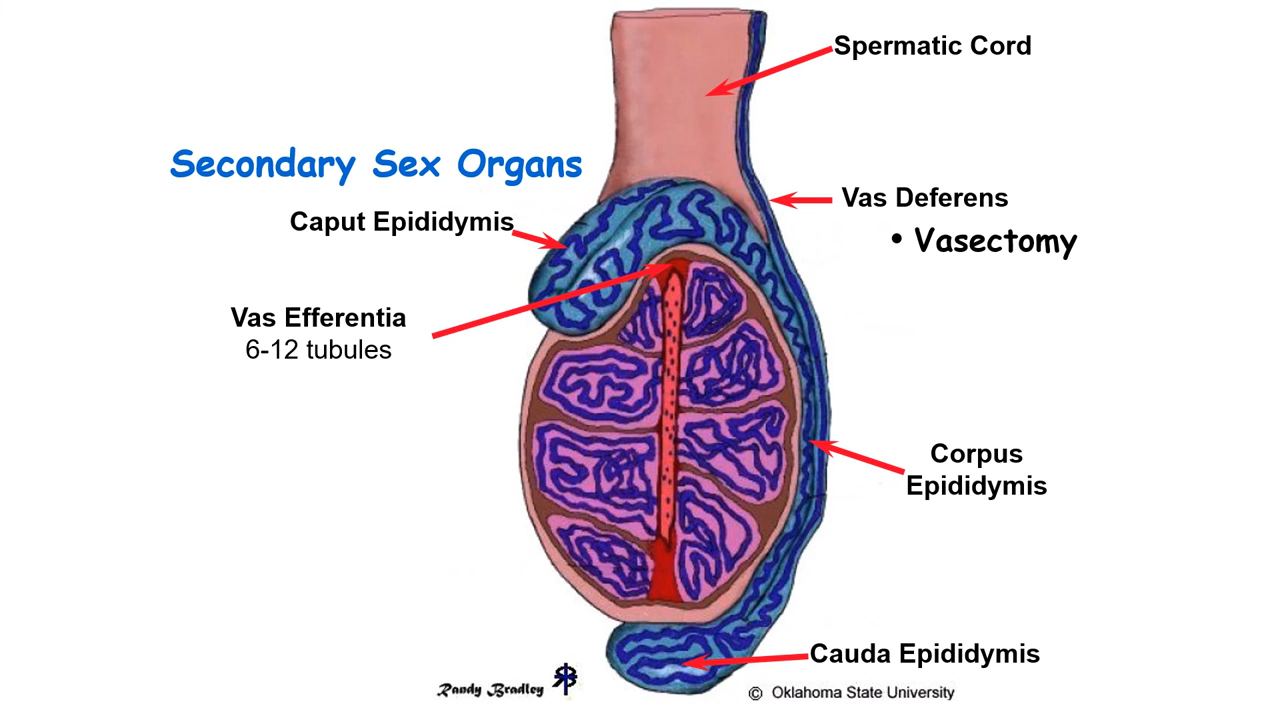 Spermatic Cord
Secondary Sex Organs
Vas Deferens
Caput Epididymis
• Vasectomy
Vas Efferentia
6-12 tubules
Corpus
Epididymis
Cauda Epididymis
Randy Bradley
© Oklahoma State University